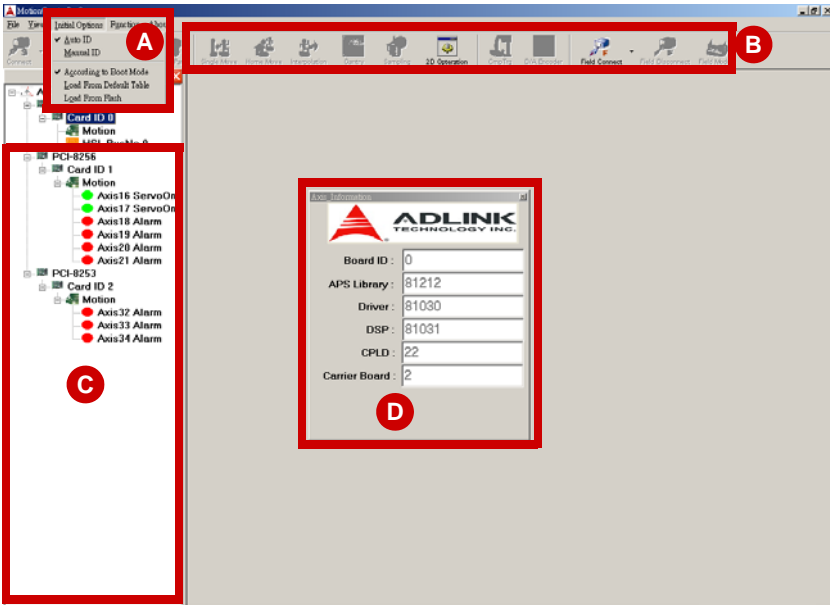 File Initial Options
A
✔ Auto ID
Manual ID
✔ According to Boot Mode
Load From Default Table
Load From Flash
B
Connect
Single Move Home Move Interpolation Gantry Sampling 2D Operation CmpTrg D/A Encoder Field Connect Field Disconnect
Card ID 0
Motion
PCI-8256
Card ID 1
Motion
Axis16 ServoOn
Axis17 ServoOn
Axis18 Alarm
Axis19 Alarm
Axis20 Alarm
Axis21 Alarm
PCI-8253
Card ID 2
Motion
Axis32 Alarm
Axis33 Alarm
Axis34 Alarm
C
Axis Information
ADLINK
TECHNOLOGY INC.
Board ID : 0
APS Library : 81212
Driver : 81030
DSP : 81031
CPLD : 22
Carrier Board : 2
D